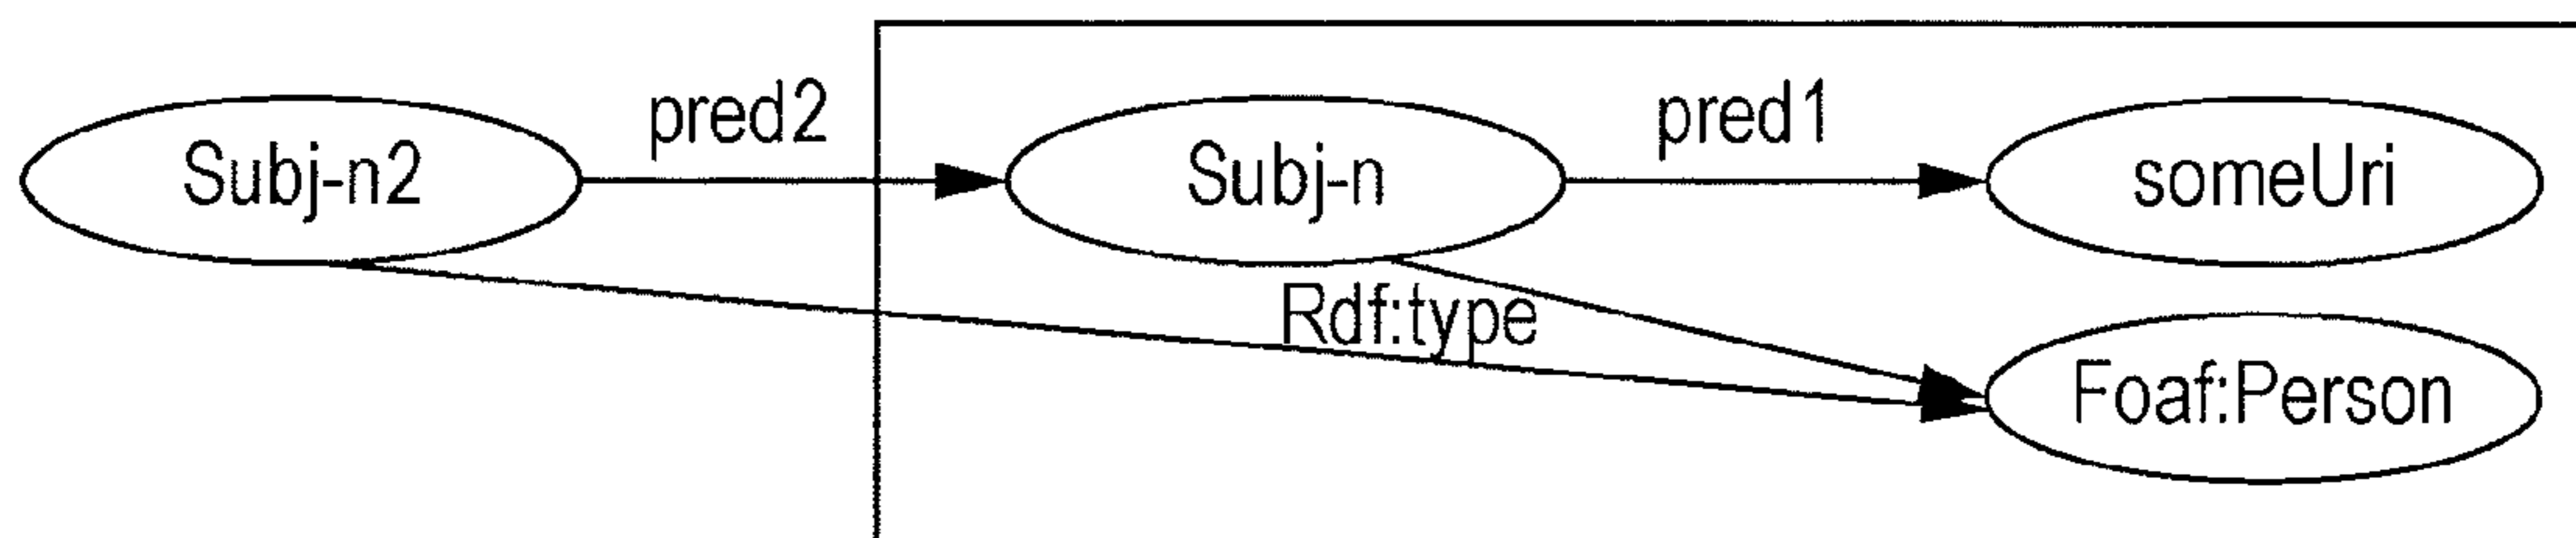 pred2
pred1
Subj-n2
Subj-n
someUri
Rdf:type
Foaf:Person